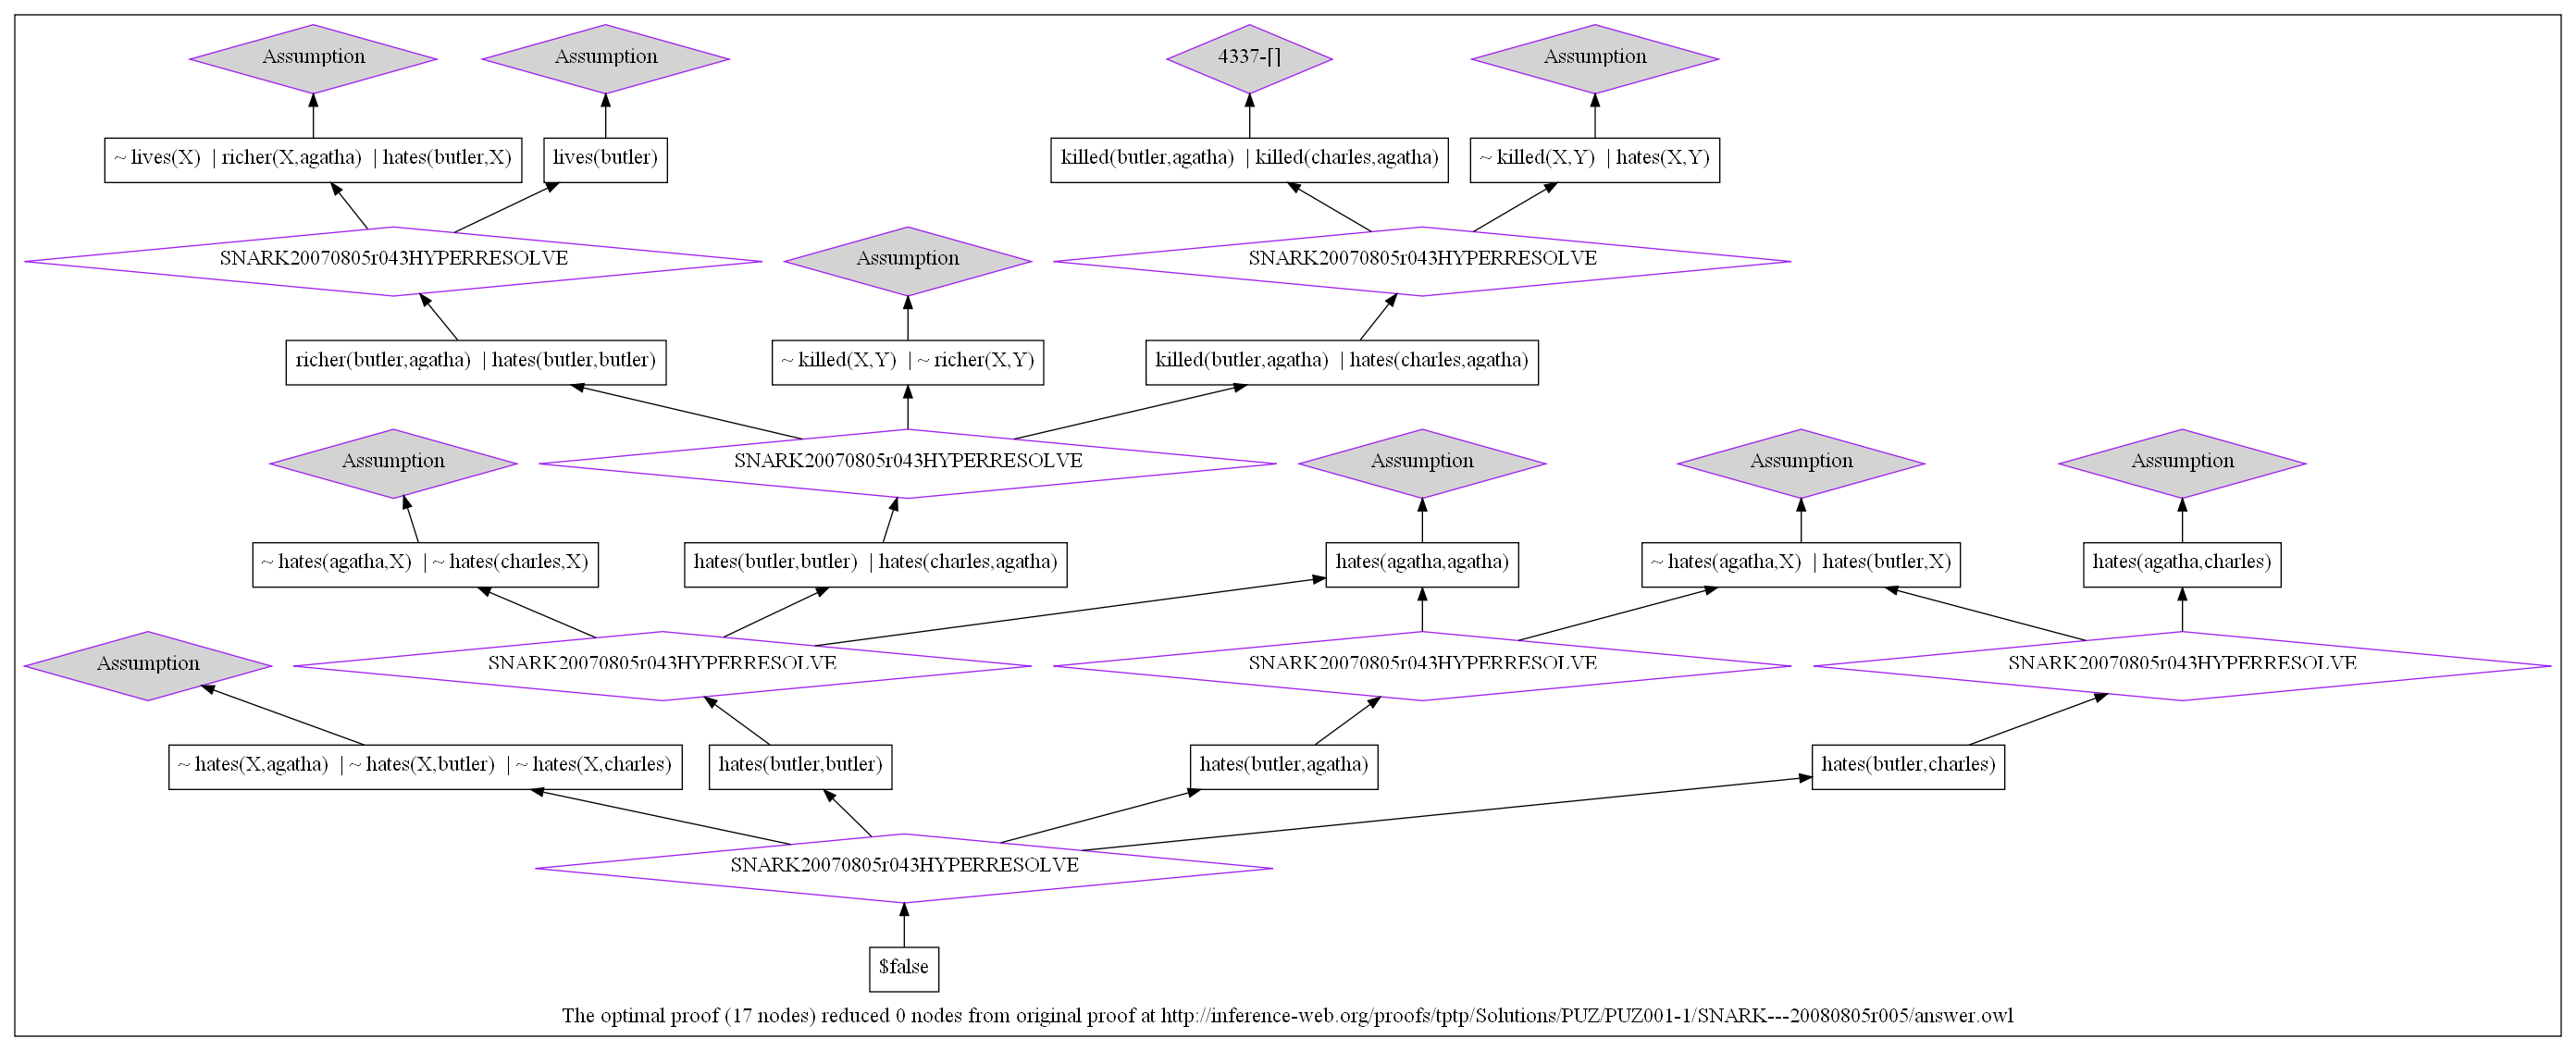 Assumption
Assumption
4337-[]
Assumption
~ lives(X) | richer(X,agatha) | hates(butler,X)
lives(butler)
killed(butler,agatha) | killed(charles,agatha)
~ killed(X,Y) | hates(X,Y)
SNARK20070805r043HYPERRESOLVE
Assumption
SNARK20070805r043HYPERRESOLVE
richer(butler,agatha) | hates(butler,butler)
~ killed(X,Y) | ~ richer(X,Y)
killed(butler,agatha) | hates(charles,agatha)
Assumption
SNARK20070805r043HYPERRESOLVE
Assumption
Assumption
Assumption
~ hates(agatha,X) | ~ hates(charles,X)
hates(butler,butler) | hates(charles,agatha)
hates(agatha,agatha)
~ hates(agatha,X) | hates(butler,X)
hates(agatha,charles)
Assumption
SNARK20070805r043HYPERRESOLVE
SNARK20070805r043HYPERRESOLVE
SNARK20070805r043HYPERRESOLVE
~ hates(X,agatha) | ~ hates(X,butler) | ~ hates(X,charles)
hates(butler,butler)
hates(butler,agatha)
hates(butler,charles)
SNARK20070805r043HYPERRESOLVE
$false
The optimal proof (17 nodes) reduced 0 nodes from original proof at http://inference-web.org/proofs/tptp/Solutions/PUZ/PUZ001-1/SNARK---20080805r005/answer.owl